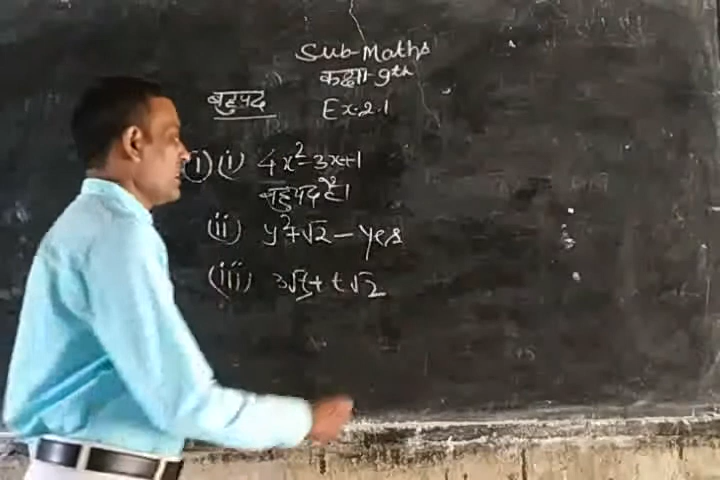 Sub-Maths
कक्षा-9th
बहुपद
Ex.2.1
(1) (i) 4x²-3x+1
बहुपद है।
(ii) y²+√2 - yes
(iii) 3√t + t√2